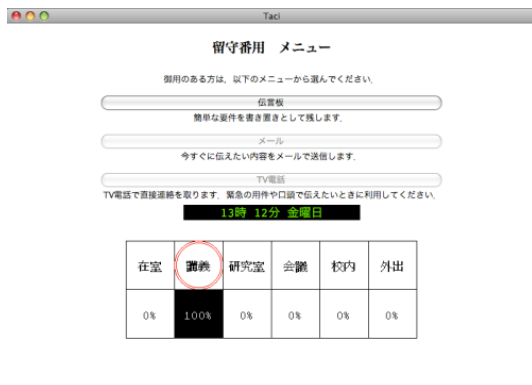 Taci
留守番用 メニュー
御用のある方は，以下のメニューから選んでください．
伝言板
簡単な要件を書き置きとして残します．
メール
今すぐに伝えたい内容をメールで送信します．
TV電話
TV電話で直接連絡を取ります．緊急の用件や口頭で伝えたいときに利用してください．
13時 12分 金曜日
在室 講義 研究室 会議 校内 外出
0% 100% 0% 0% 0% 0%